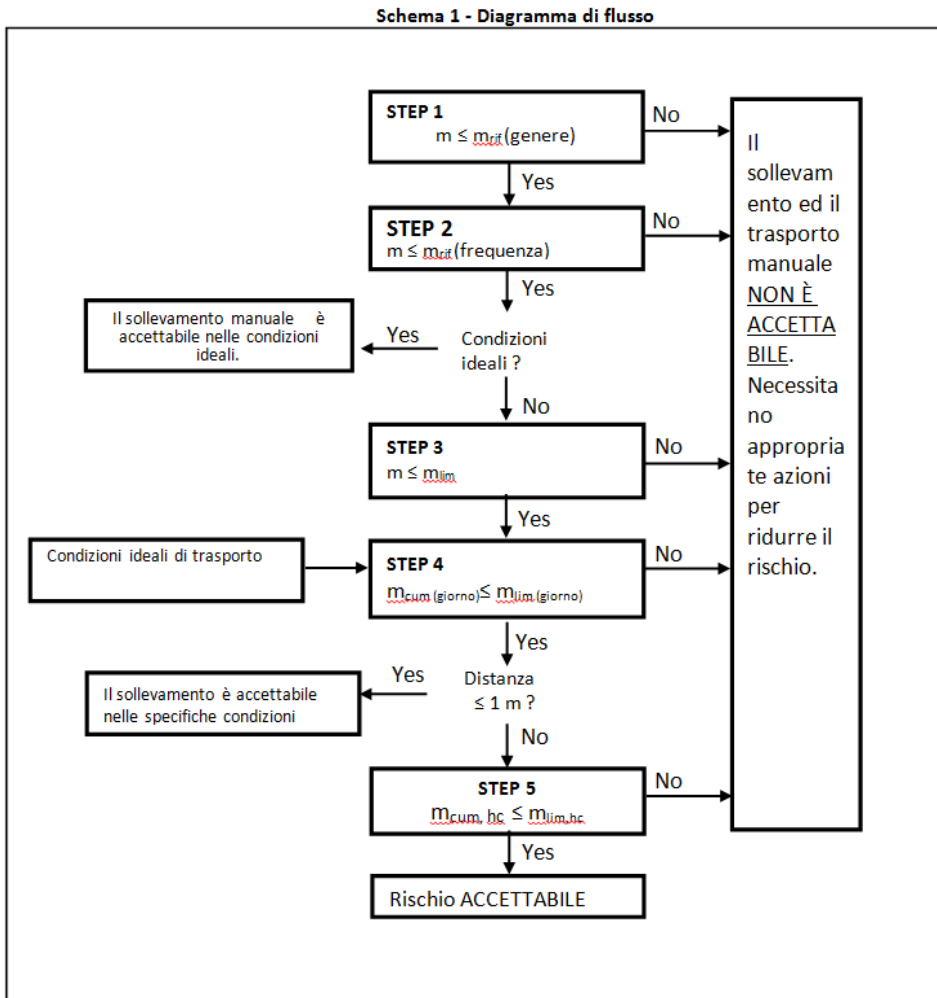 Schema 1 - Diagramma di flusso
STEP 1
m ≤ mrif (genere)
No
Yes
STEP 2
m ≤ mrif (frequenza)
No
Yes
Il sollevamento manuale è
accettabile nelle condizioni
ideali.
Yes
Condizioni
ideali ?
No
STEP 3
m ≤ mlim
No
Yes
Condizioni ideali di trasporto
STEP 4
mcum (giorno) ≤ mlim (giorno)
No
Yes
Il sollevamento è accettabile
nelle specifiche condizioni
Yes
Distanza
≤ 1 m ?
No
STEP 5
mcum, hc ≤ mlim,hc
No
Yes
Rischio ACCETTABILE
Il
sollevam
ento ed il
trasporto
manuale
NON È
ACCETTA
BILE.
Necessita
no
appropria
te azioni
per
ridurre il
rischio.